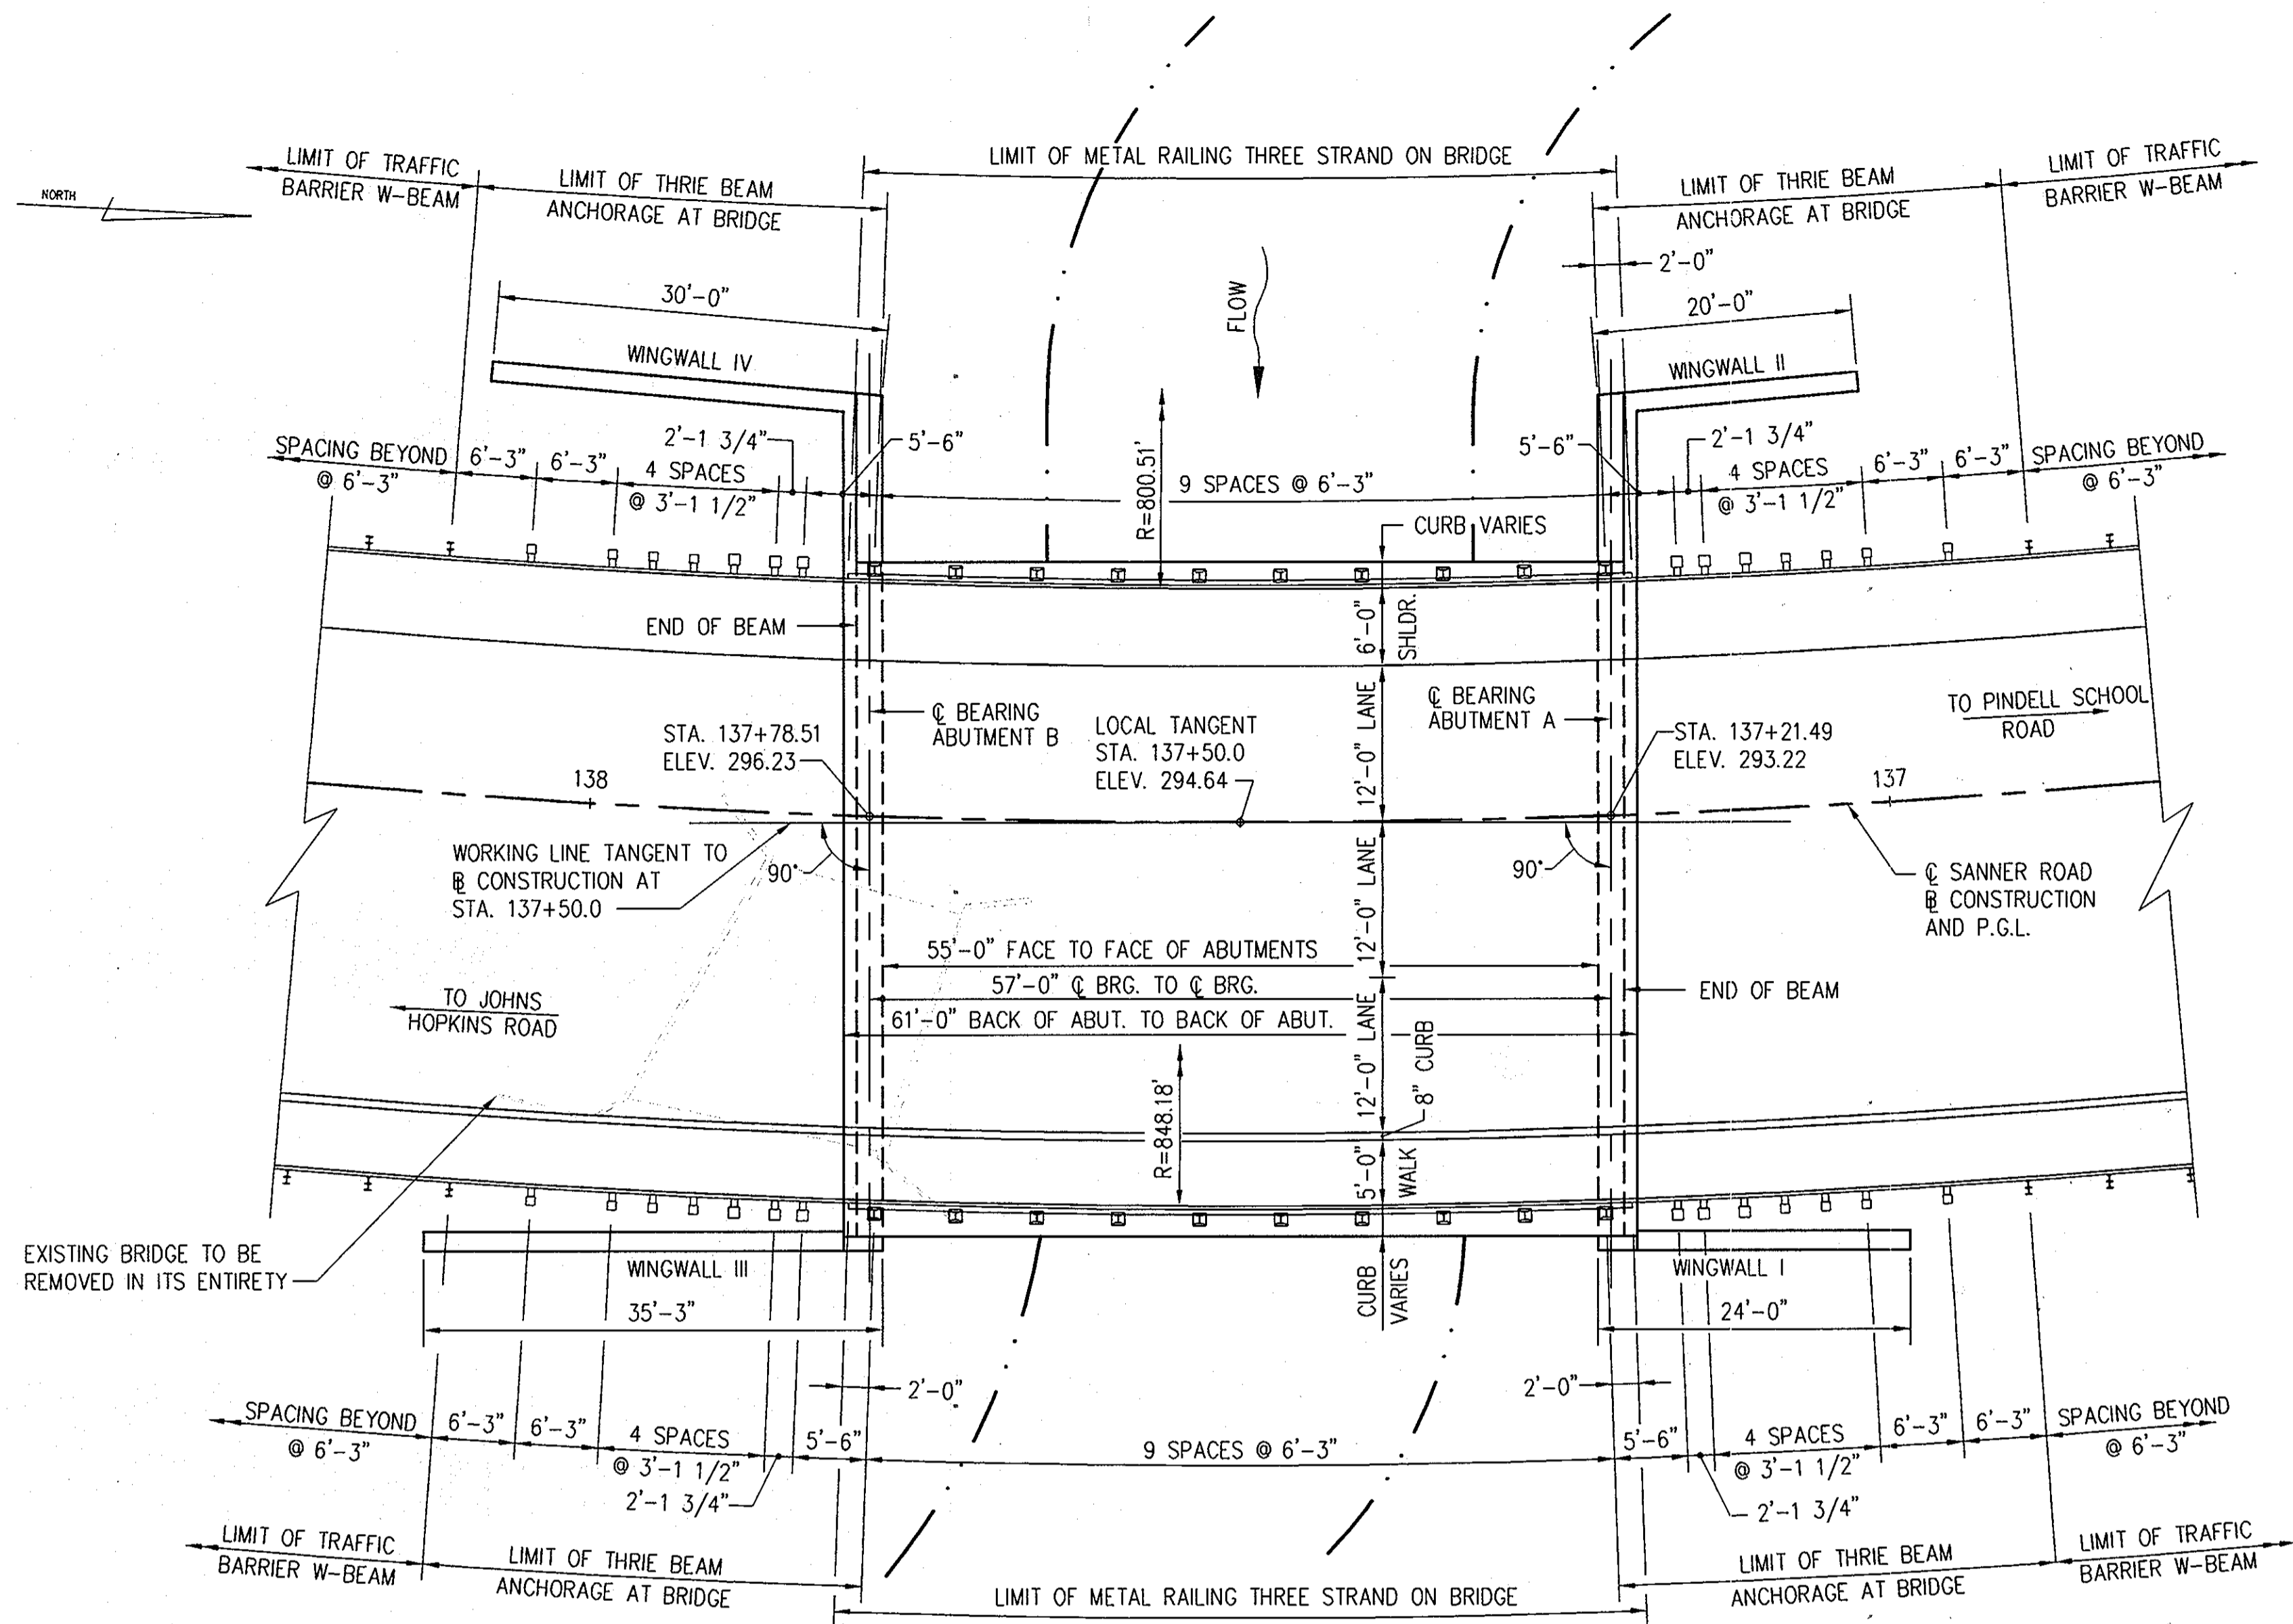 LIMIT OF TRAFFIC
BARRIER W-BEAM
LIMIT OF THRIE BEAM
ANCHORAGE AT BRIDGE
LIMIT OF METAL RAILING THREE STRAND ON BRIDGE
LIMIT OF THRIE BEAM
ANCHORAGE AT BRIDGE
LIMIT OF TRAFFIC
BARRIER W-BEAM
NORTH
2'-0"
30'-0"
FLOW
20'-0"
WINGWALL IV
WINGWALL II
SPACING BEYOND
@ 6'-3"
6'-3"
6'-3"
4 SPACES
@ 3'-1 1/2"
2'-1 3/4"
5'-6"
R=800.51'
9 SPACES @ 6'-3"
5'-6"
2'-1 3/4"
4 SPACES
@ 3'-1 1/2"
6'-3"
6'-3"
SPACING BEYOND
@ 6'-3"
CURB VARIES
END OF BEAM
6'-0"
SHLDR.
℄ BEARING
ABUTMENT B
℄ BEARING
ABUTMENT A
12'-0" LANE
TO PINDELL SCHOOL
ROAD
STA. 137+78.51
ELEV. 296.23
LOCAL TANGENT
STA. 137+50.0
ELEV. 294.64
STA. 137+21.49
ELEV. 293.22
138
137
WORKING LINE TANGENT TO
B CONSTRUCTION AT
STA. 137+50.0
90°
90°
12'-0" LANE
℄ SANNER ROAD
B CONSTRUCTION
AND P.G.L.
55'-0" FACE TO FACE OF ABUTMENTS
57'-0" ℄ BRG. TO ℄ BRG.
61'-0" BACK OF ABUT. TO BACK OF ABUT.
END OF BEAM
TO JOHNS
HOPKINS ROAD
12'-0" LANE
8" CURB
R=848.18'
5'-0"
WALK
EXISTING BRIDGE TO BE
REMOVED IN ITS ENTIRETY
WINGWALL III
35'-3"
CURB
VARIES
WINGWALL I
24'-0"
2'-0"
2'-0"
SPACING BEYOND
@ 6'-3"
6'-3"
6'-3"
4 SPACES
@ 3'-1 1/2"
2'-1 3/4"
5'-6"
9 SPACES @ 6'-3"
5'-6"
4 SPACES
@ 3'-1 1/2"
2'-1 3/4"
6'-3"
6'-3"
SPACING BEYOND
@ 6'-3"
LIMIT OF TRAFFIC
BARRIER W-BEAM
LIMIT OF THRIE BEAM
ANCHORAGE AT BRIDGE
LIMIT OF METAL RAILING THREE STRAND ON BRIDGE
LIMIT OF THRIE BEAM
ANCHORAGE AT BRIDGE
LIMIT OF TRAFFIC
BARRIER W-BEAM